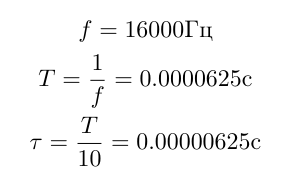 f = 16000Гц
T = 1/f = 0.0000625с
τ = T/10 = 0.00000625с